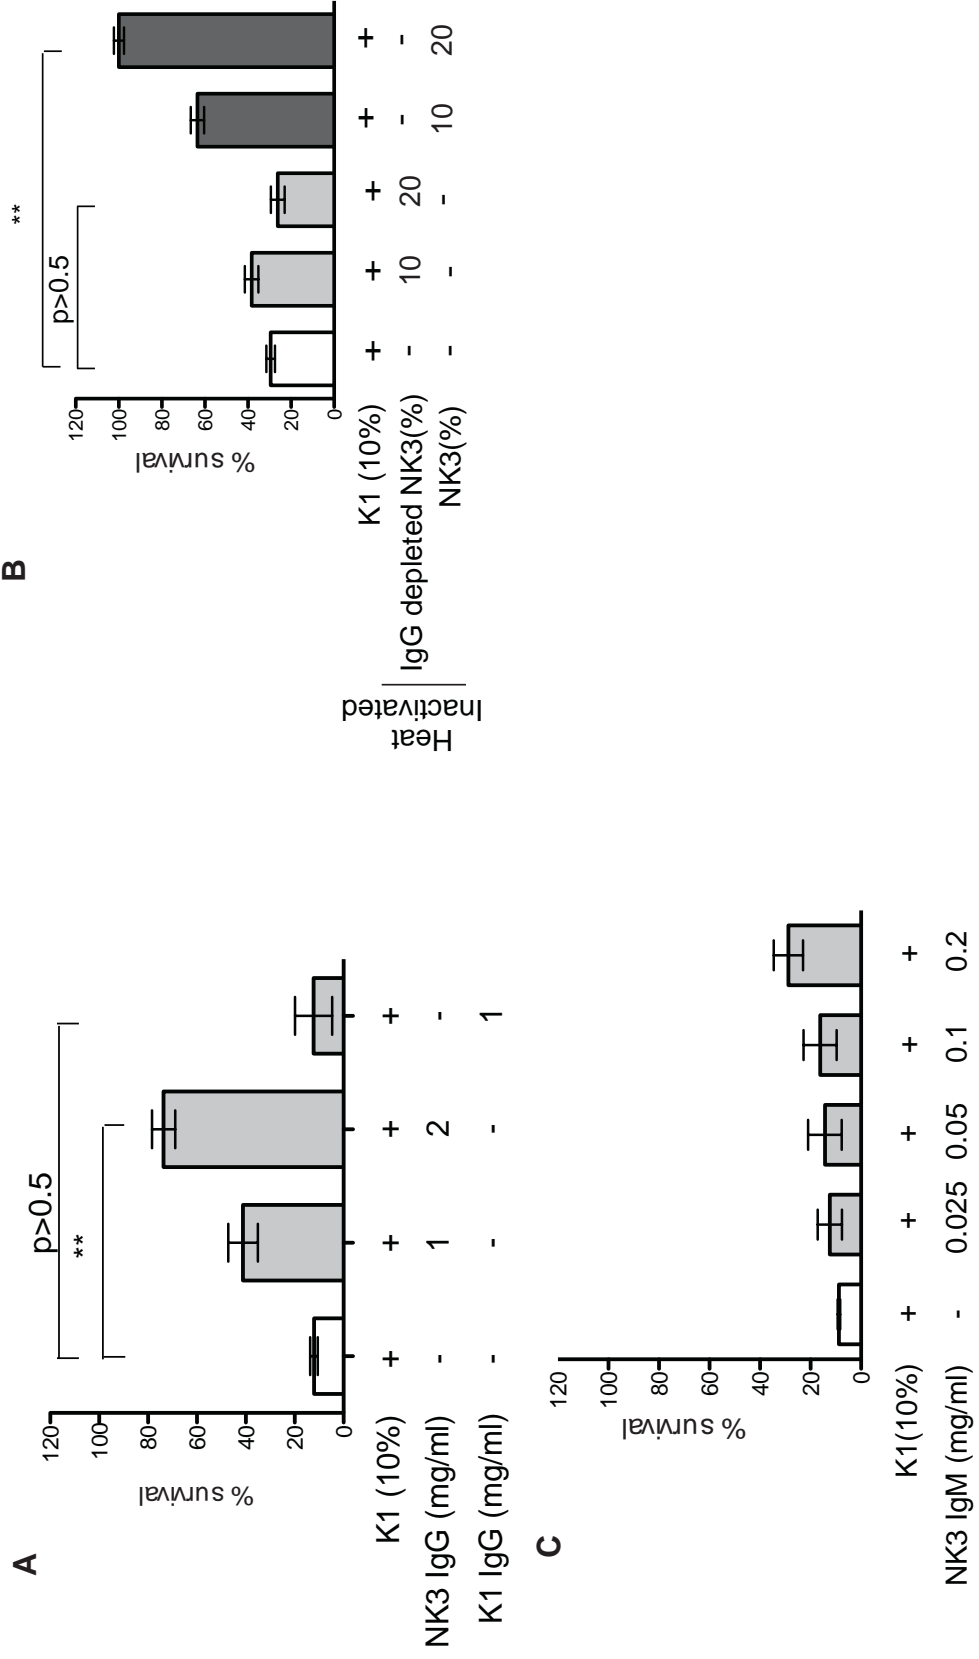 A
p>0.5
**
120
100
80
60
40
20
0
% survival
K1 (10%) + + + +
NK3 IgG (mg/ml) - 1 2 -
K1 IgG (mg/ml) - - - 1
B
**
p>0.5
120
100
80
60
40
20
0
% survival
K1 (10%) + + + + +
IgG depleted NK3(%) - 10 20 - -
NK3(%) - - - 10 20
Heat
Inactivated
C
120
100
80
60
40
20
0
% survival
K1(10%) + + + + +
NK3 IgM (mg/ml) - 0.025 0.05 0.1 0.2